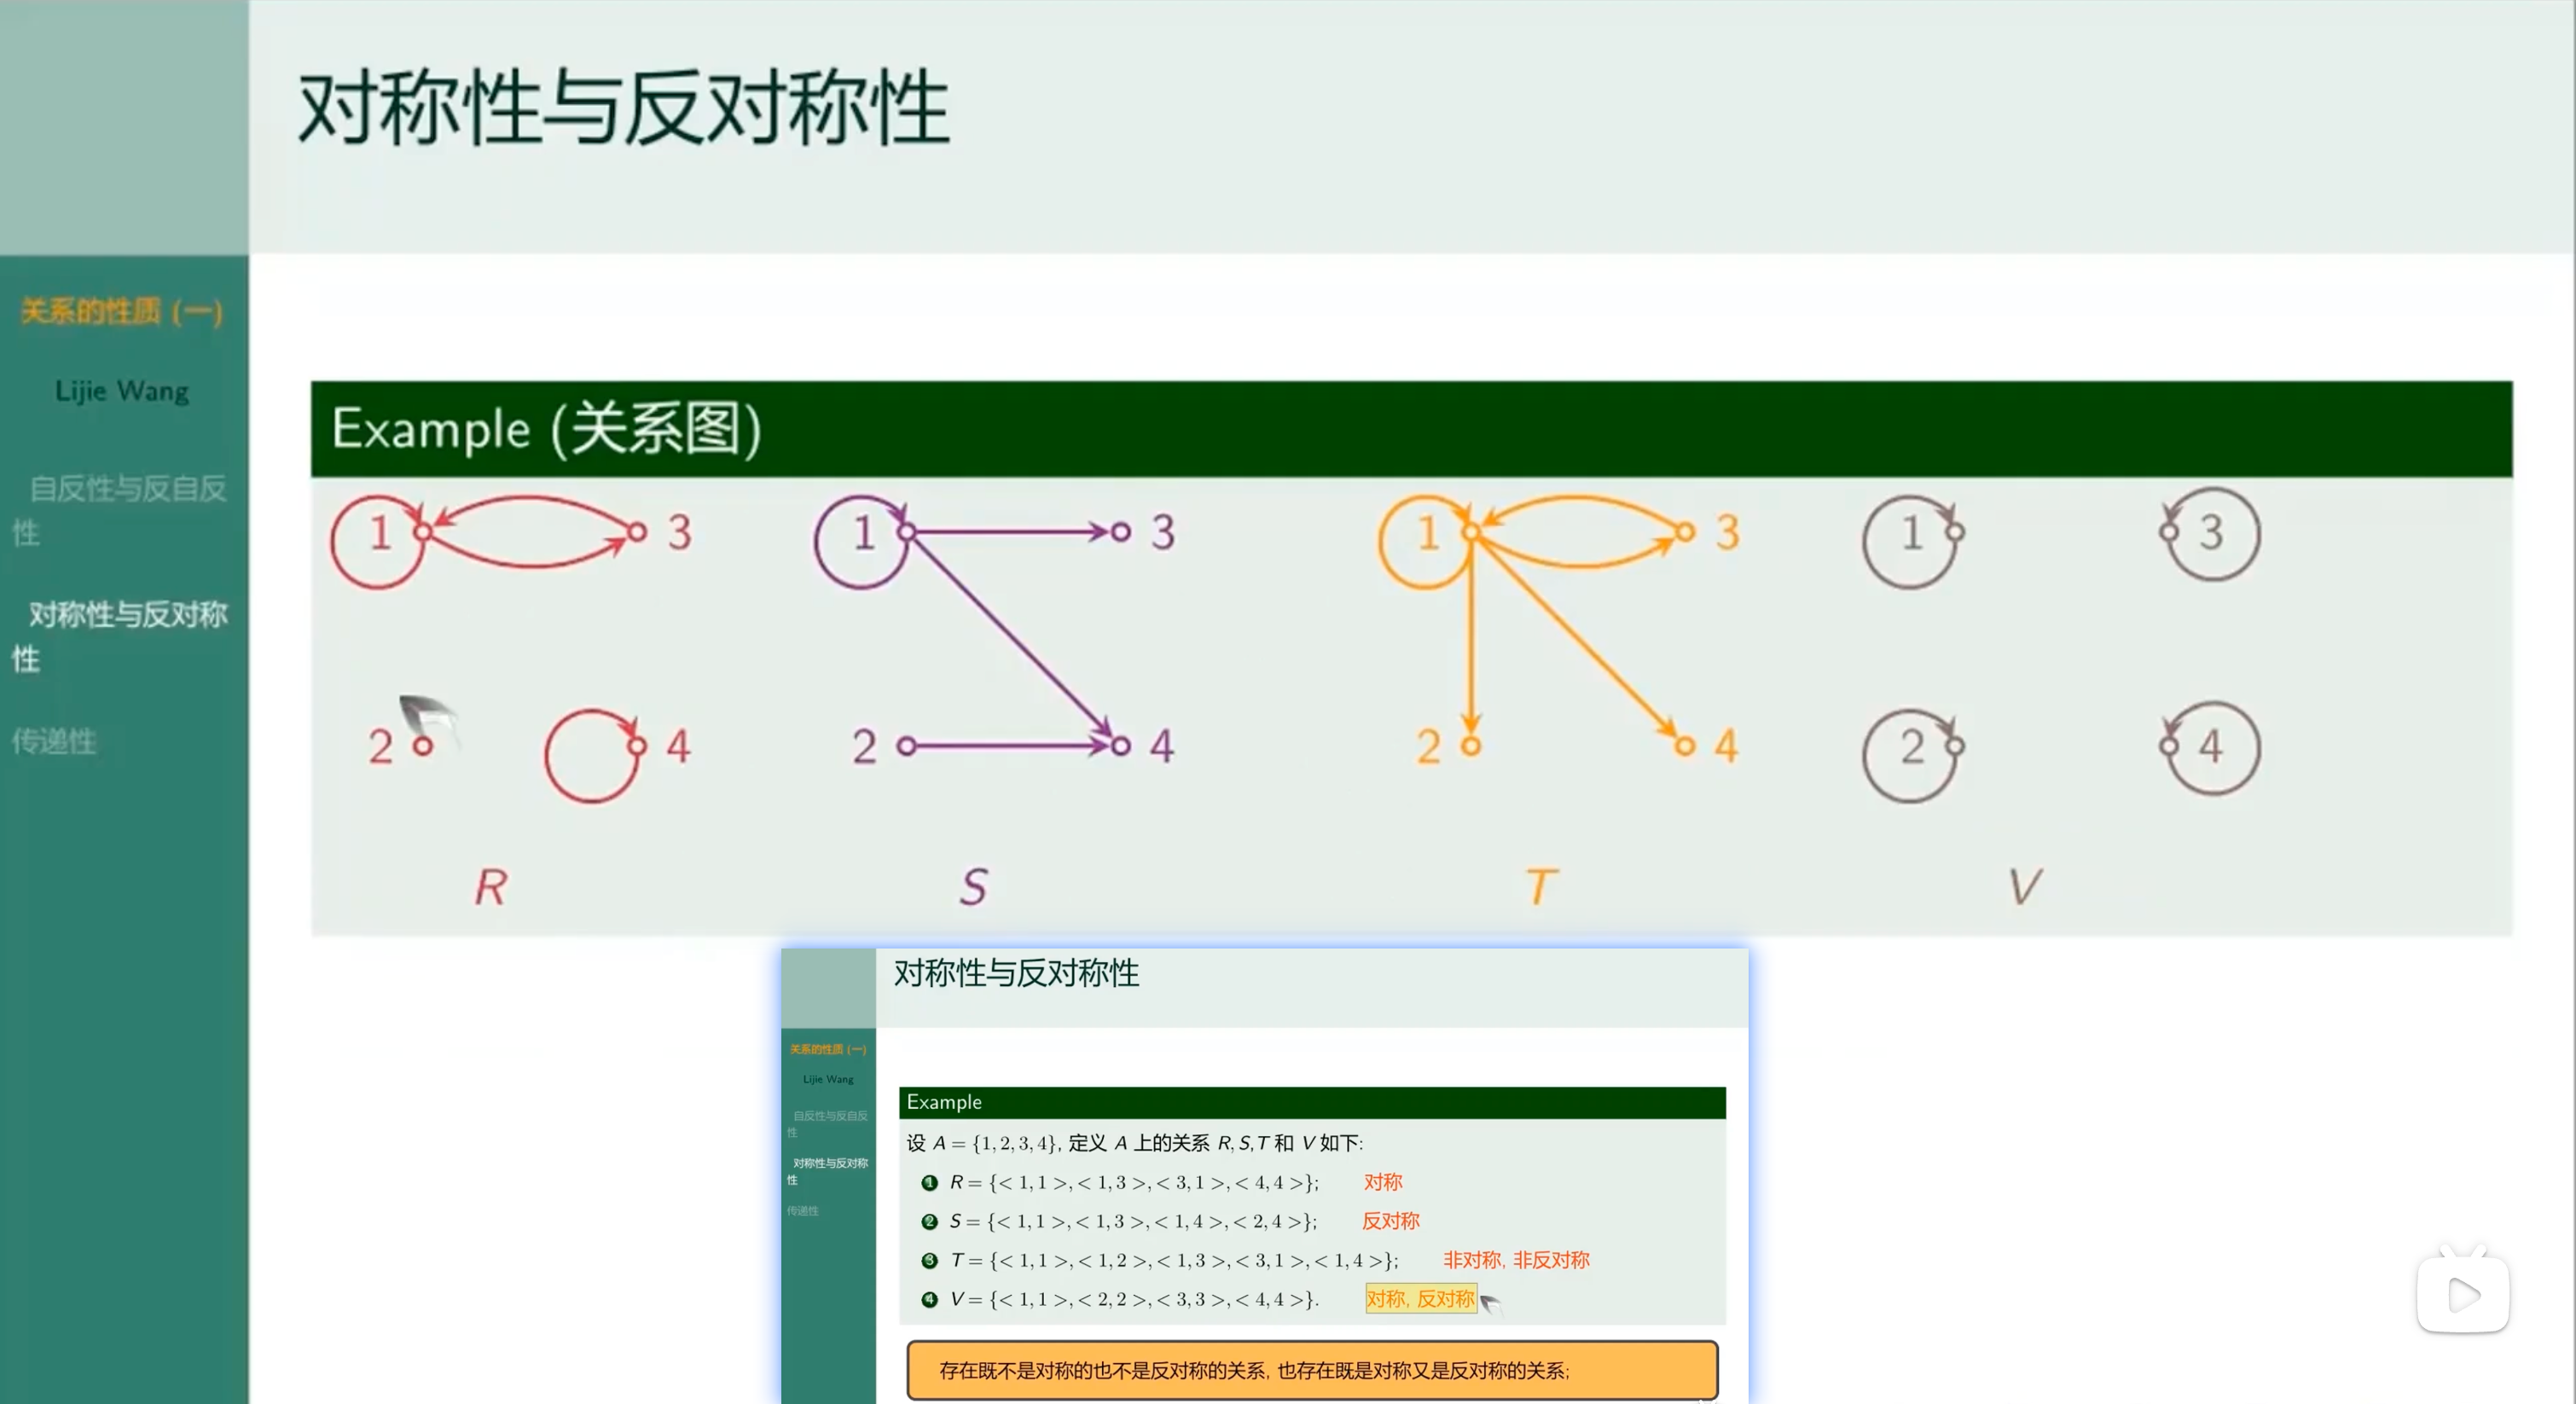 对称性与反对称性
关系的性质 (一)
Lijie Wang
自反性与反自反
性
对称性与反对称
性
传递性
Example (关系图)
1 3 1 3 1 3 1 3
2 4 2 4 2 4 2 4
R S T V
对称性与反对称性
关系的性质 (一)
Lijie Wang
自反性与反自反
性
对称性与反对称
性
传递性
Example
设 A = {1, 2, 3, 4}, 定义 A 上的关系 R, S, T 和 V 如下:
1 R = {< 1, 1 >, < 1, 3 >, < 3, 1 >, < 4, 4 >}; 对称
2 S = {< 1, 1 >, < 1, 3 >, < 1, 4 >, < 2, 4 >}; 反对称
3 T = {< 1, 1 >, < 1, 2 >, < 1, 3 >, < 3, 1 >, < 1, 4 >}; 非对称, 非反对称
4 V = {< 1, 1 >, < 2, 2 >, < 3, 3 >, < 4, 4 >}. 对称, 反对称
存在既不是对称的也不是反对称的关系, 也存在既是对称又是反对称的关系;